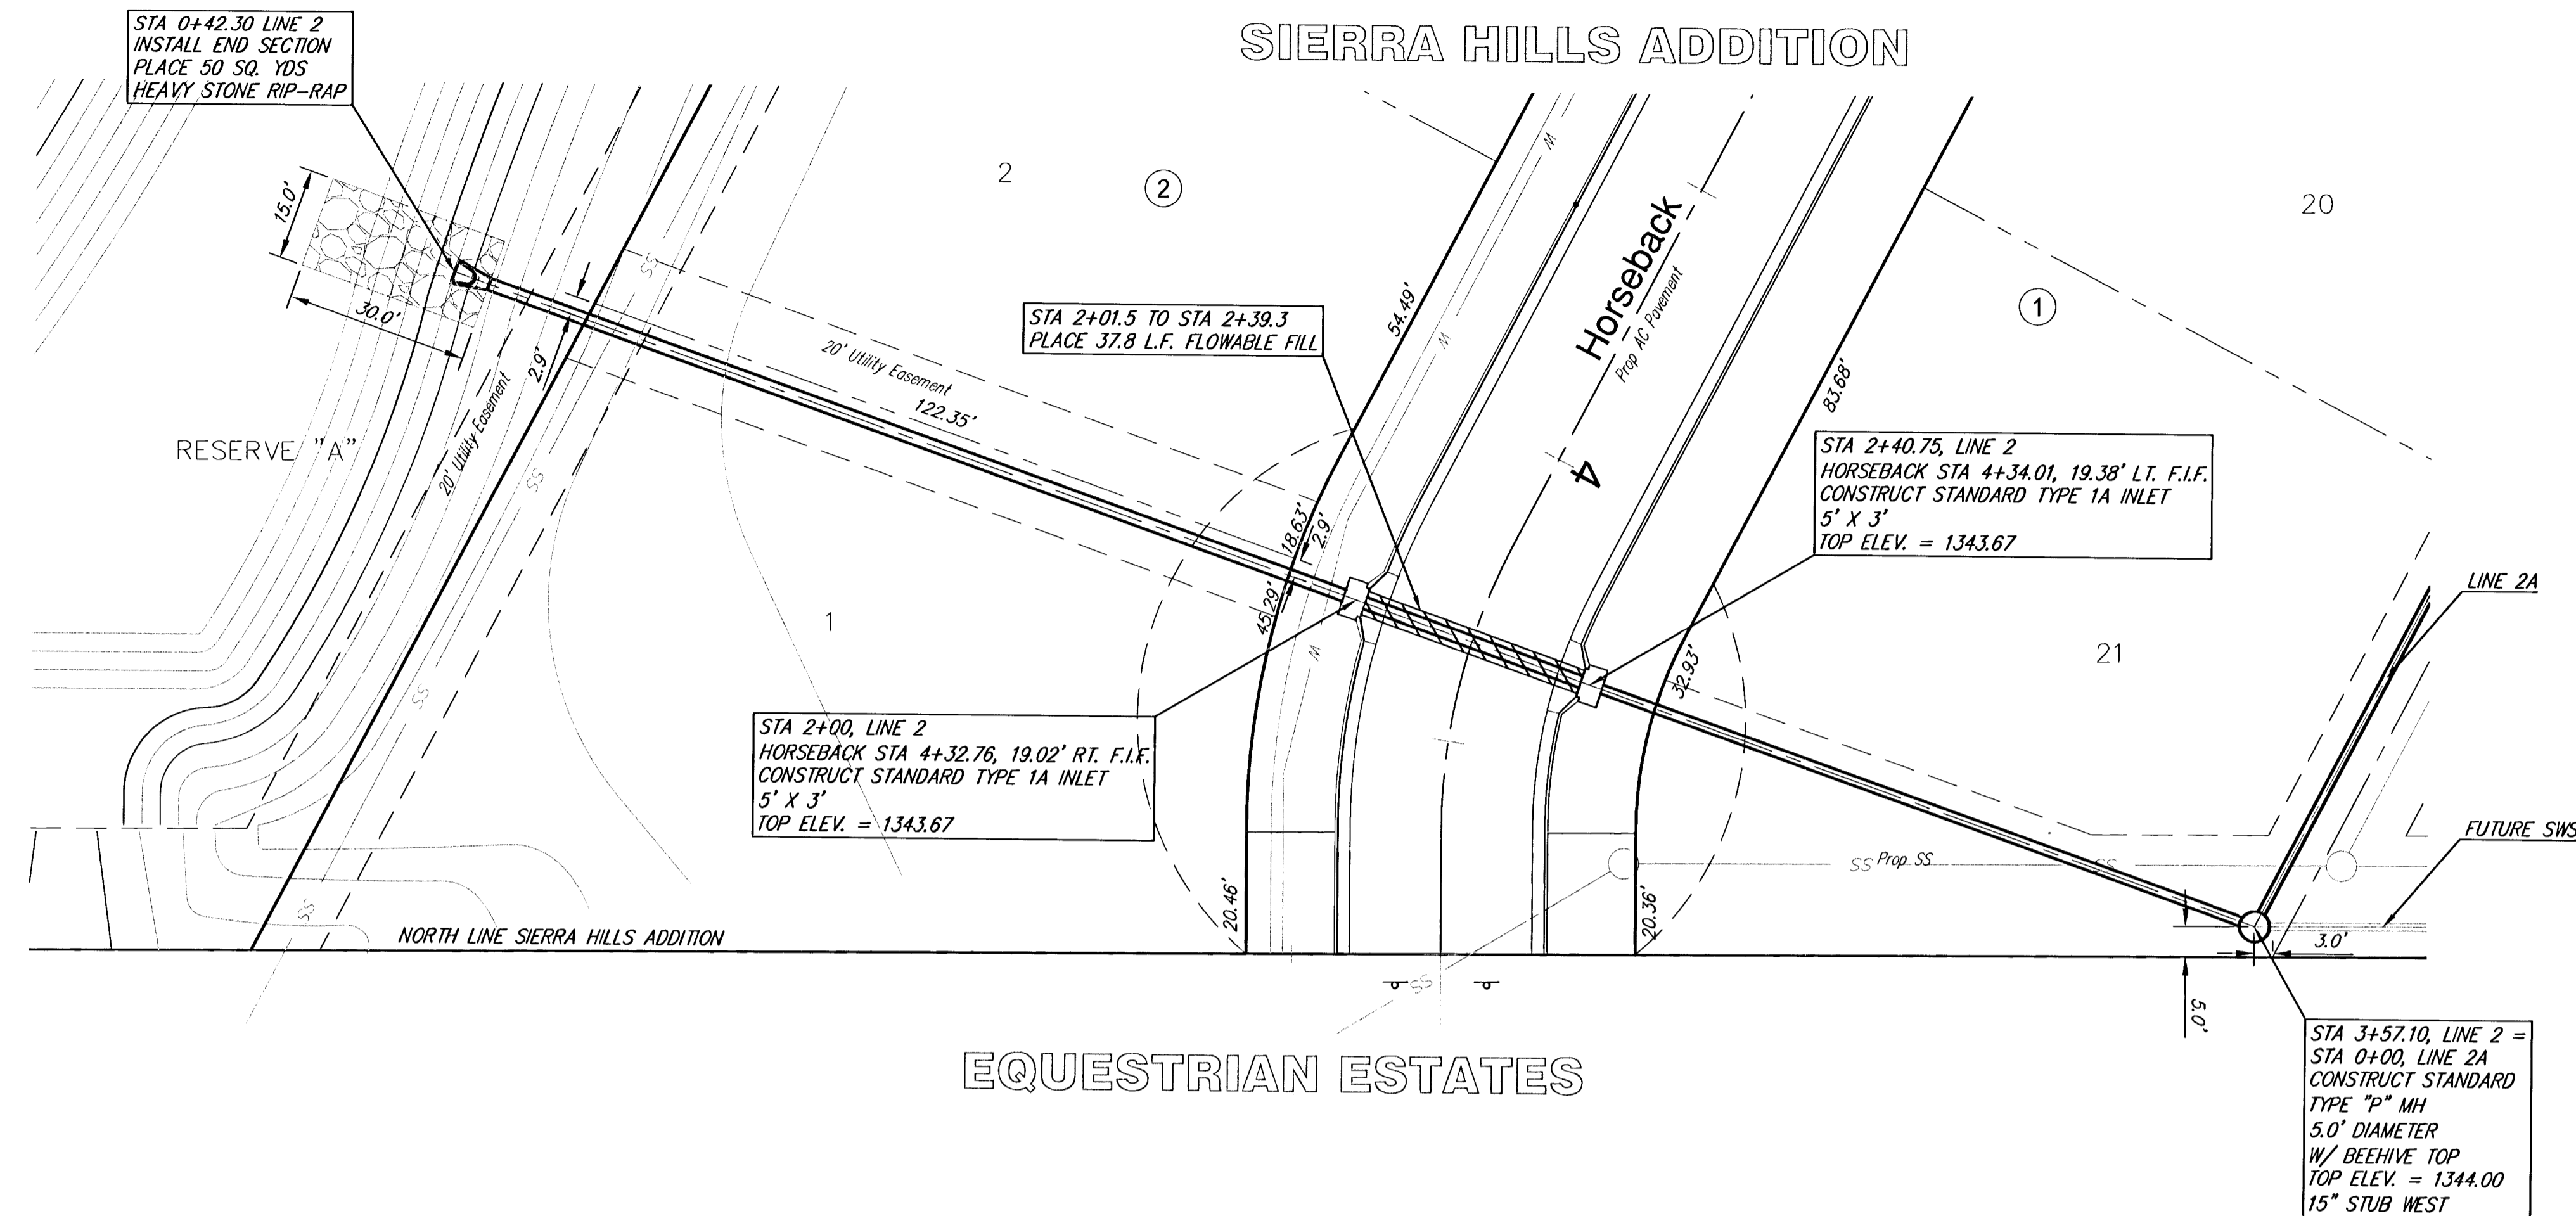 SIERRA HILLS ADDITION
STA 0+42.30 LINE 2
INSTALL END SECTION
PLACE 50 SQ. YDS
HEAVY STONE RIP-RAP
15.0'
30.0'
2.9'
RESERVE "A"
20' Utility Easement
SS
SS
SS
SS
2
2
20' Utility Easement
122.35'
1
STA 2+01.5 TO STA 2+39.3
PLACE 37.8 L.F. FLOWABLE FILL
54.49'
W
W
W
18.63'
2.9'
45.29'
Horseback
Prop AC Pavement
4
83.68'
1
20
STA 2+40.75, LINE 2
HORSEBACK STA 4+34.01, 19.38' LT. F.I.F.
CONSTRUCT STANDARD TYPE 1A INLET
5' X 3'
TOP ELEV. = 1343.67
LINE 2A
21
32.93'
STA 2+00, LINE 2
HORSEBACK STA 4+32.76, 19.02' RT. F.I.F.
CONSTRUCT STANDARD TYPE 1A INLET
5' X 3'
TOP ELEV. = 1343.67
FUTURE SWS
SS Prop SS
SS
20.46'
20.36'
NORTH LINE SIERRA HILLS ADDITION
3.0'
5.0'
SS
EQUESTRIAN ESTATES
STA 3+57.10, LINE 2 =
STA 0+00, LINE 2A
CONSTRUCT STANDARD
TYPE "P" MH
5.0' DIAMETER
W/ BEEHIVE TOP
TOP ELEV. = 1344.00
15" STUB WEST